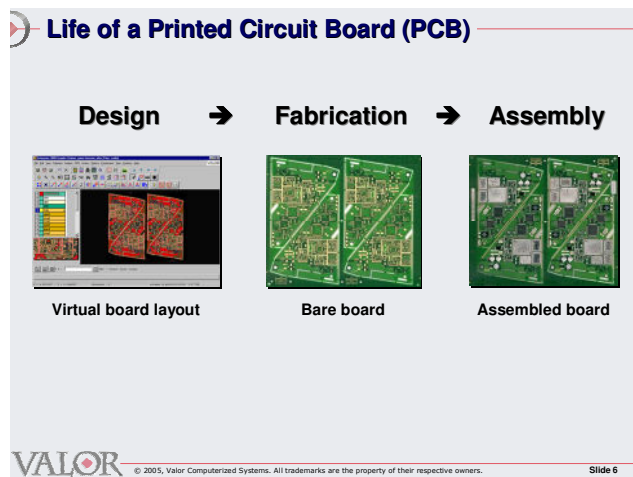 Life of a Printed Circuit Board (PCB)
Design ➔ Fabrication ➔ Assembly
Virtual board layout
Bare board
Assembled board
VALOR
© 2005, Valor Computerized Systems. All trademarks are the property of their respective owners.
Slide 6